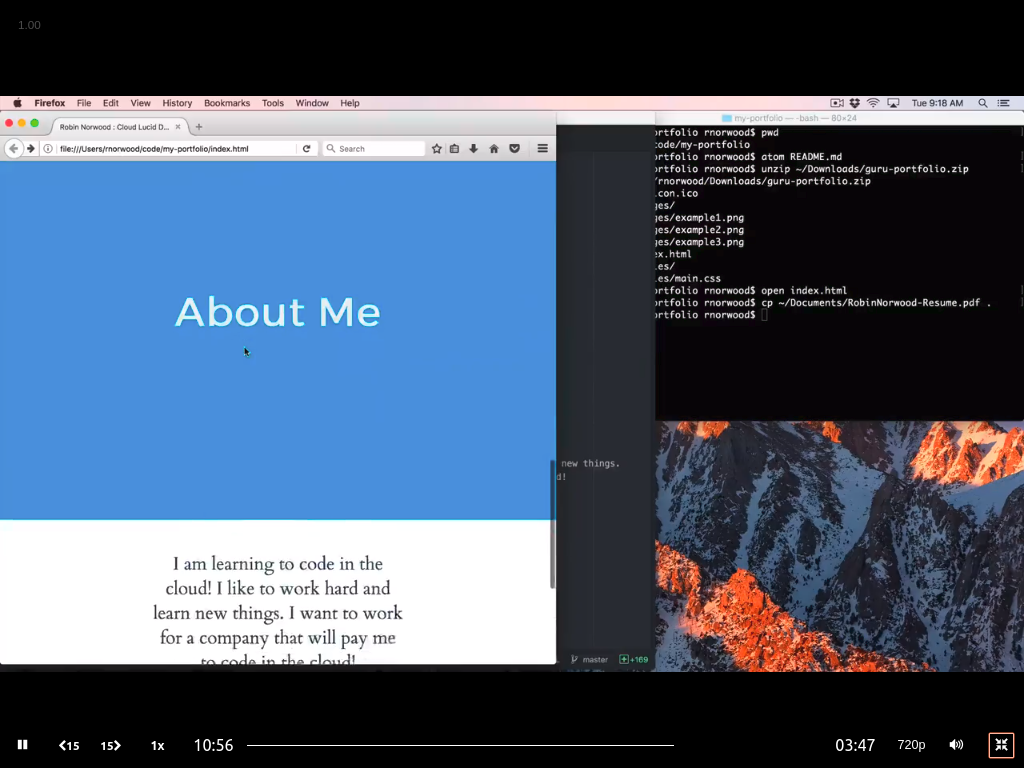 1.00
Firefox File Edit View History Bookmarks Tools Window Help
Tue 9:18 AM
Robin Norwood : Cloud Lucid D...
file:///Users/rnorwood/code/my-portfolio/index.html
Search
my-portfolio — -bash — 80×24
ortfolio rnorwood$ pwd
code/my-portfolio
ortfolio rnorwood$ atom README.md
ortfolio rnorwood$ unzip ~/Downloads/guru-portfolio.zip
/rnorwood/Downloads/guru-portfolio.zip
.con.ico
ges/
ges/example1.png
ges/example2.png
ges/example3.png
ex.html
.es/
.es/main.css
ortfolio rnorwood$ open index.html
ortfolio rnorwood$ cp ~/Documents/RobinNorwood-Resume.pdf .
ortfolio rnorwood$
About Me
new things.
d!
I am learning to code in the
cloud! I like to work hard and
learn new things. I want to work
for a company that will pay me
to code in the cloud!
master +169
15 15 1x 10:56 03:47 720p